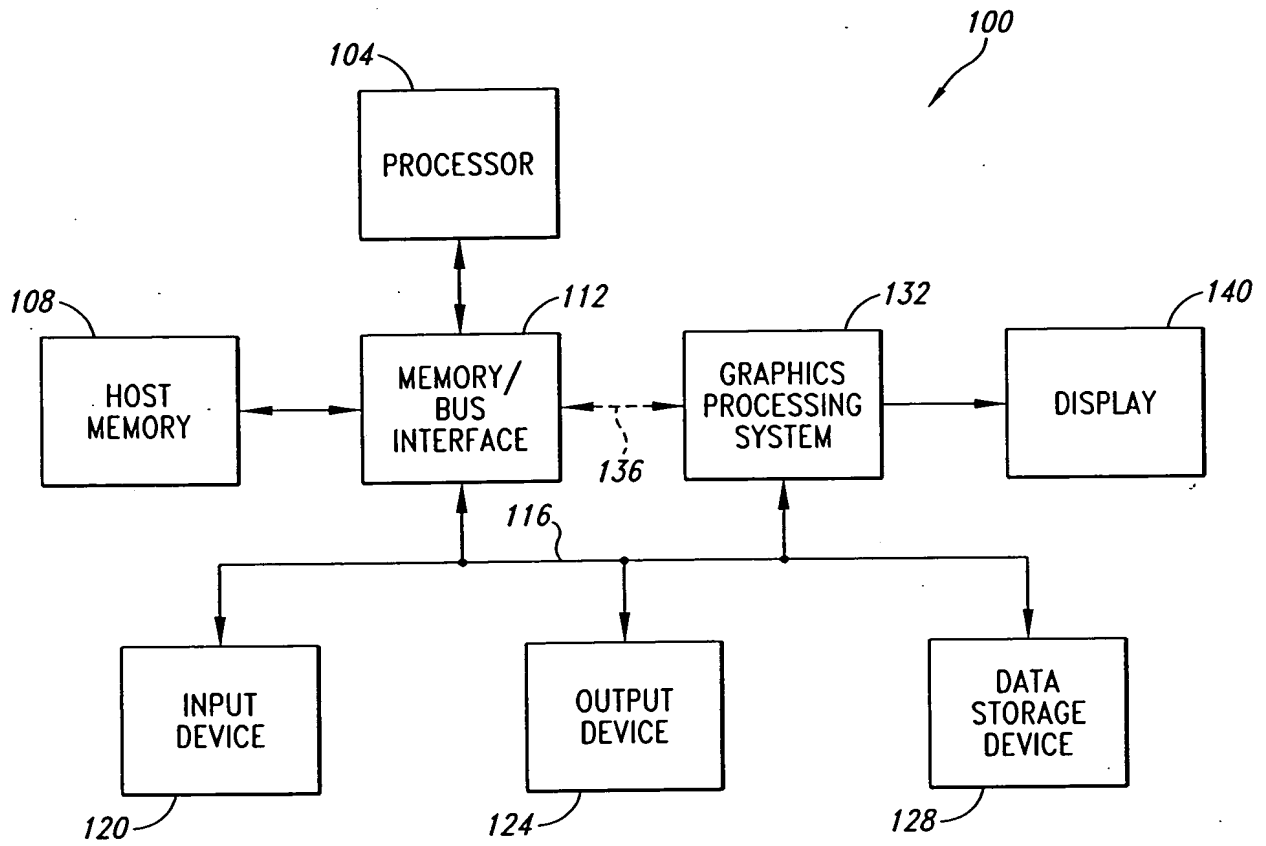 100
104
PROCESSOR
108
112
132
140
HOST
MEMORY
MEMORY/
BUS
INTERFACE
136
GRAPHICS
PROCESSING
SYSTEM
DISPLAY
116
INPUT
DEVICE
OUTPUT
DEVICE
DATA
STORAGE
DEVICE
120
124
128